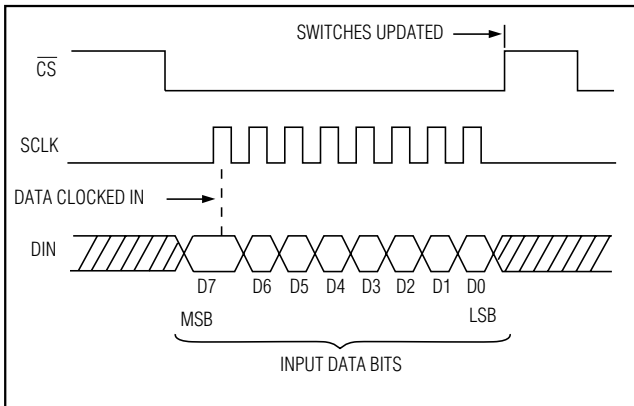 SWITCHES UPDATED
CS
SCLK
DATA CLOCKED IN
DIN
D7 D6 D5 D4 D3 D2 D1 D0
MSB LSB
INPUT DATA BITS